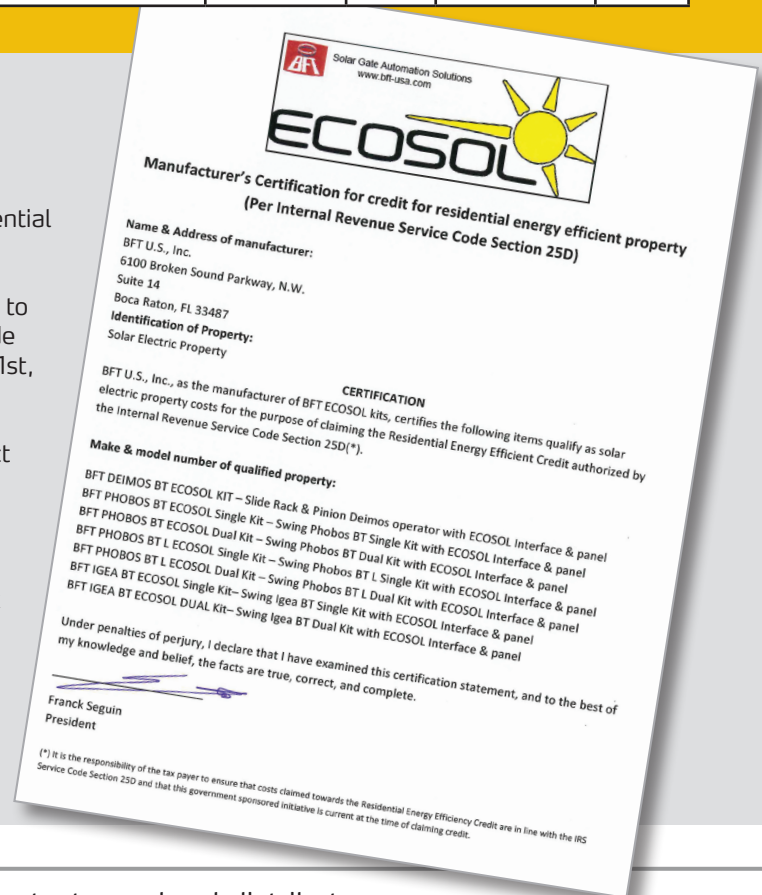 ential
to
le
1st,
ct
BFT
Solar Gate Automation Solutions
www.bft-usa.com
ECOSOL
Manufacturer's Certification for credit for residential energy efficient property
(Per Internal Revenue Service Code Section 25D)
Name & Address of manufacturer:
BFT U.S., Inc.
6100 Broken Sound Parkway, N.W.
Suite 14
Boca Raton, FL 33487
Identification of Property:
Solar Electric Property
CERTIFICATION
BFT U.S., Inc., as the manufacturer of BFT ECOSOL kits, certifies the following items qualify as solar
electric property costs for the purpose of claiming the Residential Energy Efficient Credit authorized by
the Internal Revenue Service Code Section 25D(*).
Make & model number of qualified property:
BFT DEIMOS BT ECOSOL KIT – Slide Rack & Pinion Deimos operator with ECOSOL Interface & panel
BFT PHOBOS BT ECOSOL Single Kit – Swing Phobos BT Single Kit with ECOSOL Interface & panel
BFT PHOBOS BT ECOSOL Dual Kit – Swing Phobos BT Dual Kit with ECOSOL Interface & panel
BFT PHOBOS BT L ECOSOL Single Kit – Swing Phobos BT L Single Kit with ECOSOL Interface & panel
BFT PHOBOS BT L ECOSOL Dual Kit – Swing Phobos BT L Dual Kit with ECOSOL Interface & panel
BFT IGEA BT ECOSOL Single Kit– Swing Igea BT Single Kit with ECOSOL Interface & panel
BFT IGEA BT ECOSOL DUAL Kit– Swing Igea BT Dual Kit with ECOSOL Interface & panel
Under penalties of perjury, I declare that I have examined this certification statement, and to the best of
my knowledge and belief, the facts are true, correct, and complete.
Franck Seguin
President
(*) It is the responsibility of the tax payer to ensure that costs claimed towards the Residential Energy Efficiency Credit are in line with the IRS
Service Code Section 25D and that this government sponsored initiative is current at the time of claiming credit.